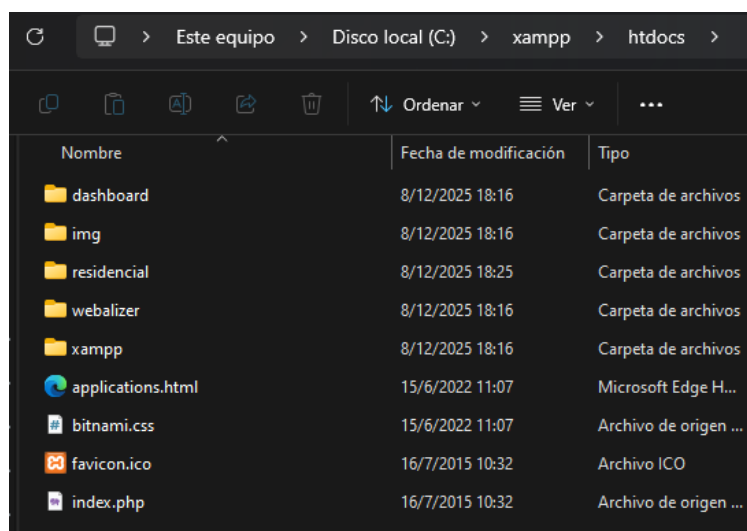 Este equipo > Disco local (C:) > xampp > htdocs >
Ordenar Ver ...
Nombre Fecha de modificación Tipo
dashboard 8/12/2025 18:16 Carpeta de archivos
img 8/12/2025 18:16 Carpeta de archivos
residencial 8/12/2025 18:25 Carpeta de archivos
webalizer 8/12/2025 18:16 Carpeta de archivos
xampp 8/12/2025 18:16 Carpeta de archivos
applications.html 15/6/2022 11:07 Microsoft Edge H...
bitnami.css 15/6/2022 11:07 Archivo de origen ...
favicon.ico 16/7/2015 10:32 Archivo ICO
index.php 16/7/2015 10:32 Archivo de origen ...